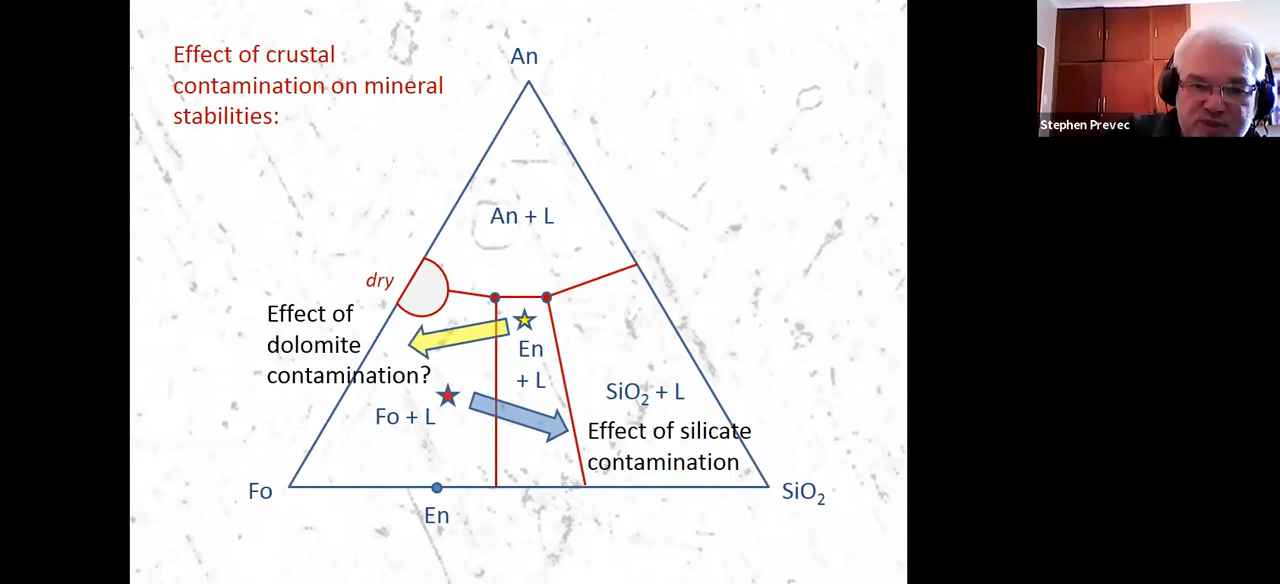 Effect of crustal
contamination on mineral
stabilities:
An
Stephen Prevec
An + L
dry
Effect of
dolomite
contamination?
En
+ L
SiO₂ + L
Fo + L
Effect of silicate
contamination
Fo
SiO₂
En